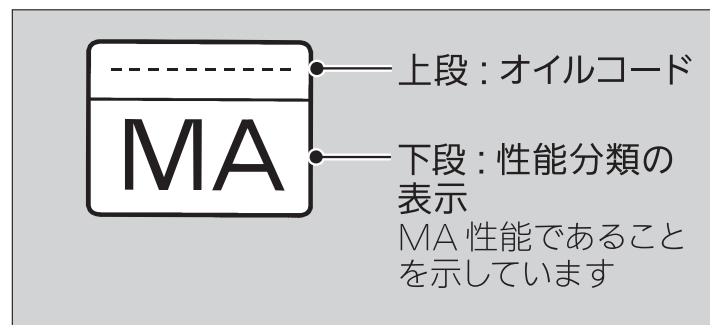 上段：オイルコード
MA
下段：性能分類の
表示
MA 性能であること
を示しています